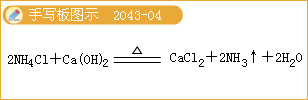 手写板图示 2043-04
2NH₄Cl+Ca(OH)₂ ==△== CaCl₂+2NH₃↑+2H₂O